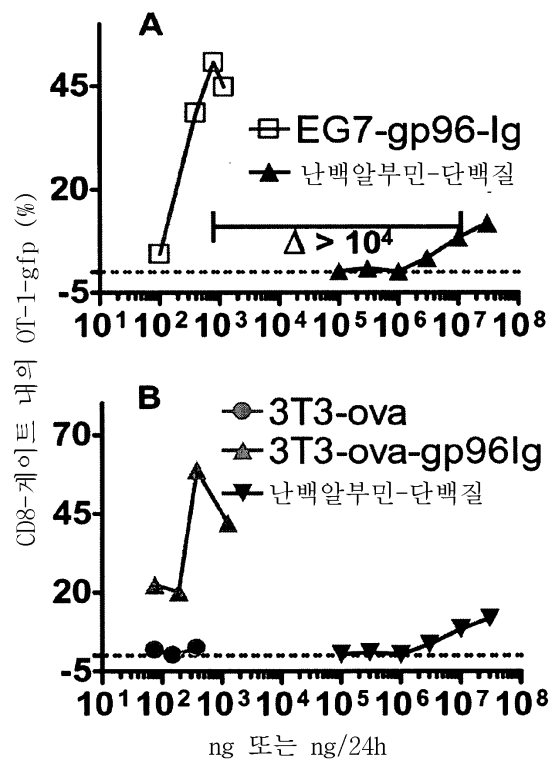 A
45
20
-5
EG7-gp96-Ig
난백알부민-단백질
Δ > 10⁴
10¹ 10² 10³ 10⁴ 10⁵ 10⁶ 10⁷ 10⁸
CD8-게이트 내의 OT-1-gfp (%)
B
70
45
20
-5
3T3-ova
3T3-ova-gp96Ig
난백알부민-단백질
10¹ 10² 10³ 10⁴ 10⁵ 10⁶ 10⁷ 10⁸
ng 또는 ng/24h